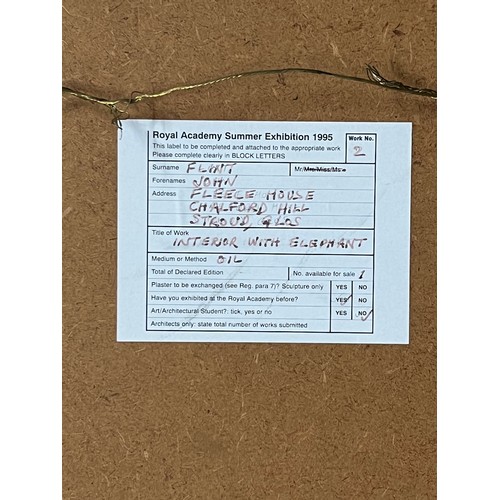 Royal Academy Summer Exhibition 1995 Work No.
This label to be completed and attached to the appropriate work 2
Please complete clearly in BLOCK LETTERS
Surname FLINT Mr/Mrs/Miss/Ms
Forenames JOHN
Address FLEECE HOUSE
CHALFORD HILL
STROUD, GLOS
Title of Work
INTERIOR WITH ELEPHANT
Medium or Method OIL
Total of Declared Edition No. available for sale 1
Plaster to be exchanged (see Reg. para 7)? Sculpture only YES NO
Have you exhibited at the Royal Academy before? YES NO
Art/Architectural Student?: tick, yes or no YES NO
Architects only: state total number of works submitted